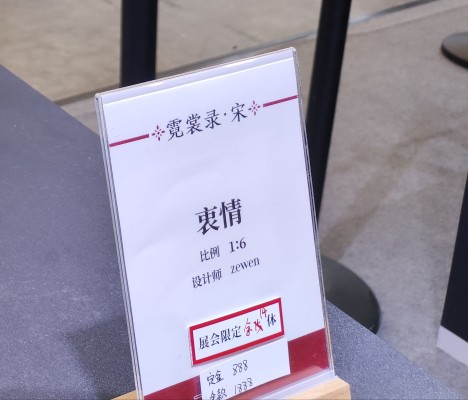 霓裳录·宋
衷情
比例 1:6
设计师 zewen
展会限定 体
定金 888
全款 1333